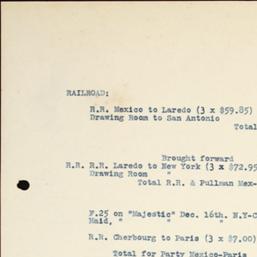 RAILROAD:
R.R. Mexico to Laredo (3 x $59.85)
Drawing Room to San Antonio
Total
Brought forward
R.R. R.R. Laredo to New York (3 x $72.95
Drawing Room "
Total R.R. & Pullman Mex-
F.25 on "Majestic" Dec. 16th. N.Y-C
Maid, " " "
R.R. Cherbourg to Paris (3 x $7.00)
Total for Party Mexico-Paris